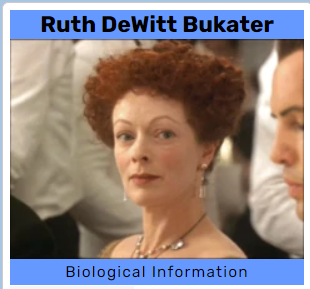 Ruth DeWitt Bukater
Biological Information